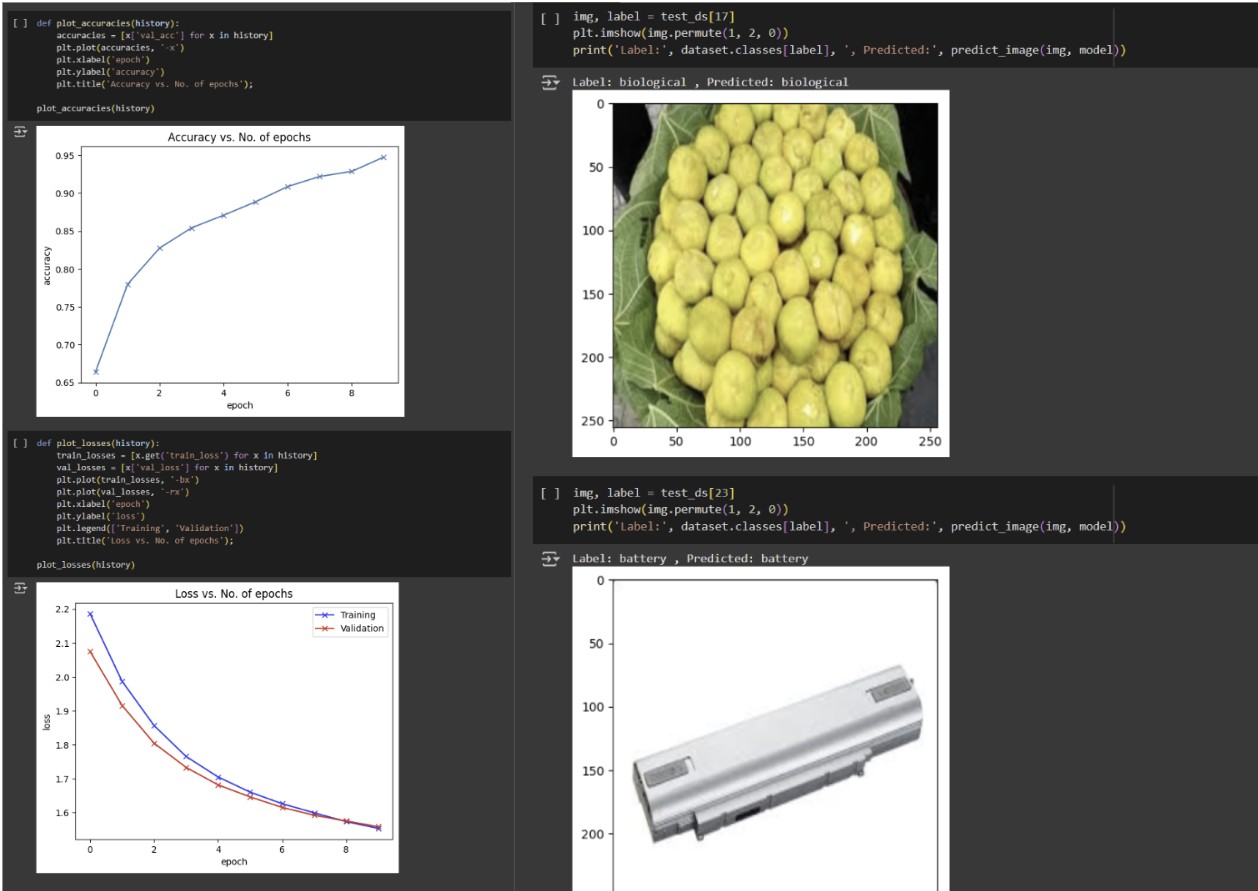 [ ] def plot_accuracies(history):
accuracies = [x['val_acc'] for x in history]
plt.plot(accuracies, '-x')
plt.xlabel('epoch')
plt.ylabel('accuracy')
plt.title('Accuracy vs. No. of epochs');
plot_accuracies(history)
Accuracy vs. No. of epochs
0.95
0.90
0.85
0.80
0.75
0.70
0.65
accuracy
0 2 4 6 8
epoch
[ ] def plot_losses(history):
train_losses = [x.get('train_loss') for x in history]
val_losses = [x['val_loss'] for x in history]
plt.plot(train_losses, '-bx')
plt.plot(val_losses, '-rx')
plt.xlabel('epoch')
plt.ylabel('loss')
plt.legend(['Training', 'Validation'])
plt.title('Loss vs. No. of epochs');
plot_losses(history)
Loss vs. No. of epochs
Training
Validation
2.2
2.1
2.0
1.9
1.8
1.7
1.6
loss
0 2 4 6 8
epoch
[ ] img, label = test_ds[17]
plt.imshow(img.permute(1, 2, 0))
print('Label:', dataset.classes[label], ', Predicted:', predict_image(img, model))
Label: biological , Predicted: biological
0
50
100
150
200
250
0 50 100 150 200 250
[ ] img, label = test_ds[23]
plt.imshow(img.permute(1, 2, 0))
print('Label:', dataset.classes[label], ', Predicted:', predict_image(img, model))
Label: battery , Predicted: battery
0
50
100
150
200